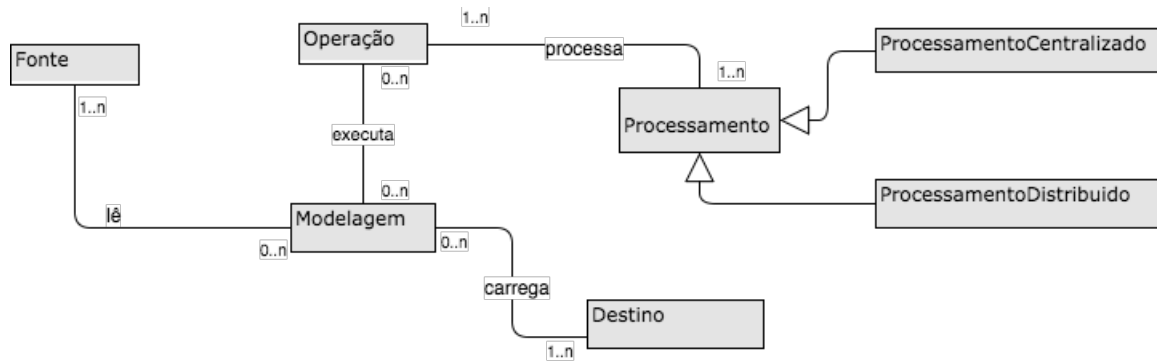 1..n
Operação
ProcessamentoCentralizado
Fonte
processa
0..n
1..n
1..n
Processamento
executa
0..n
ProcessamentoDistribuido
lê
Modelagem
0..n
0..n
carrega
Destino
1..n